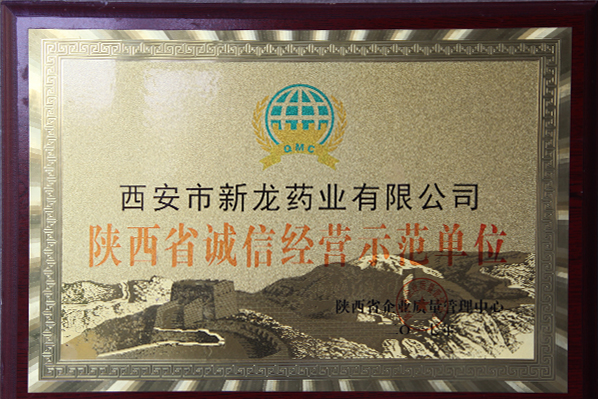 QMC
西安市新龙药业有限公司
陕西省诚信经营示范单位
陕西省企业质量管理中心